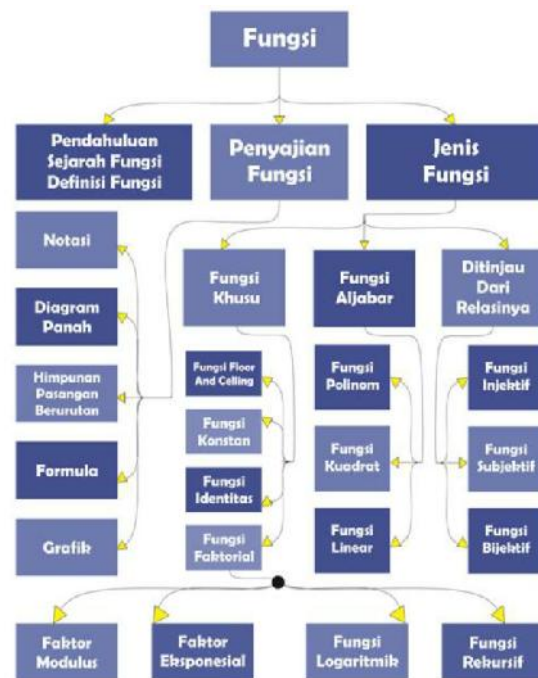 Fungsi
Pendahuluan
Sejarah Fungsi
Definisi Fungsi
Penyajian
Fungsi
Jenis
Fungsi
Notasi
Diagram
Panah
Himpunan
Pasangan
Berurutan
Formula
Grafik
Fungsi
Khusu
Fungsi
Aljabar
Ditinjau
Dari
Relasinya
Fungsi Floor
And Celling
Fungsi
Konstan
Fungsi
Identitas
Fungsi
Faktorial
Fungsi
Polinom
Fungsi
Kuadrat
Fungsi
Linear
Fungsi
Injektif
Fungsi
Subjektif
Fungsi
Bijektif
Faktor
Modulus
Faktor
Eksponesial
Fungsi
Logaritmik
Fungsi
Rekursif